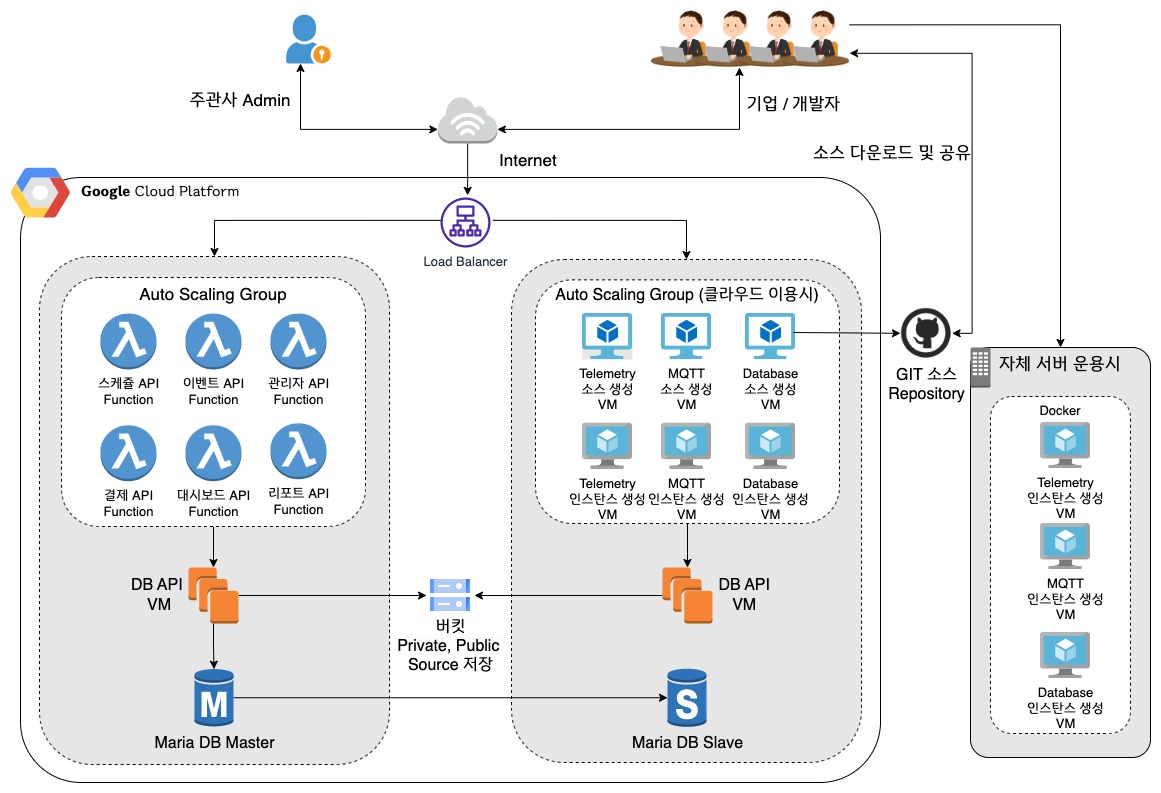 주관사 Admin
기업 / 개발자
Internet
소스 다운로드 및 공유
Google Cloud Platform
Load Balancer
Auto Scaling Group
스케쥴 API
Function
이벤트 API
Function
관리자 API
Function
결제 API
Function
대시보드 API
Function
리포트 API
Function
Auto Scaling Group (클라우드 이용시)
Telemetry
소스 생성
VM
MQTT
소스 생성
VM
Database
소스 생성
VM
Telemetry
인스탄스 생성
VM
MQTT
인스탄스 생성
VM
Database
인스탄스 생성
VM
GIT 소스
Repository
자체 서버 운용시
Docker
Telemetry
인스탄스 생성
VM
MQTT
인스탄스 생성
VM
Database
인스탄스 생성
VM
DB API
VM
버킷
Private, Public
Source 저장
DB API
VM
M
Maria DB Master
S
Maria DB Slave